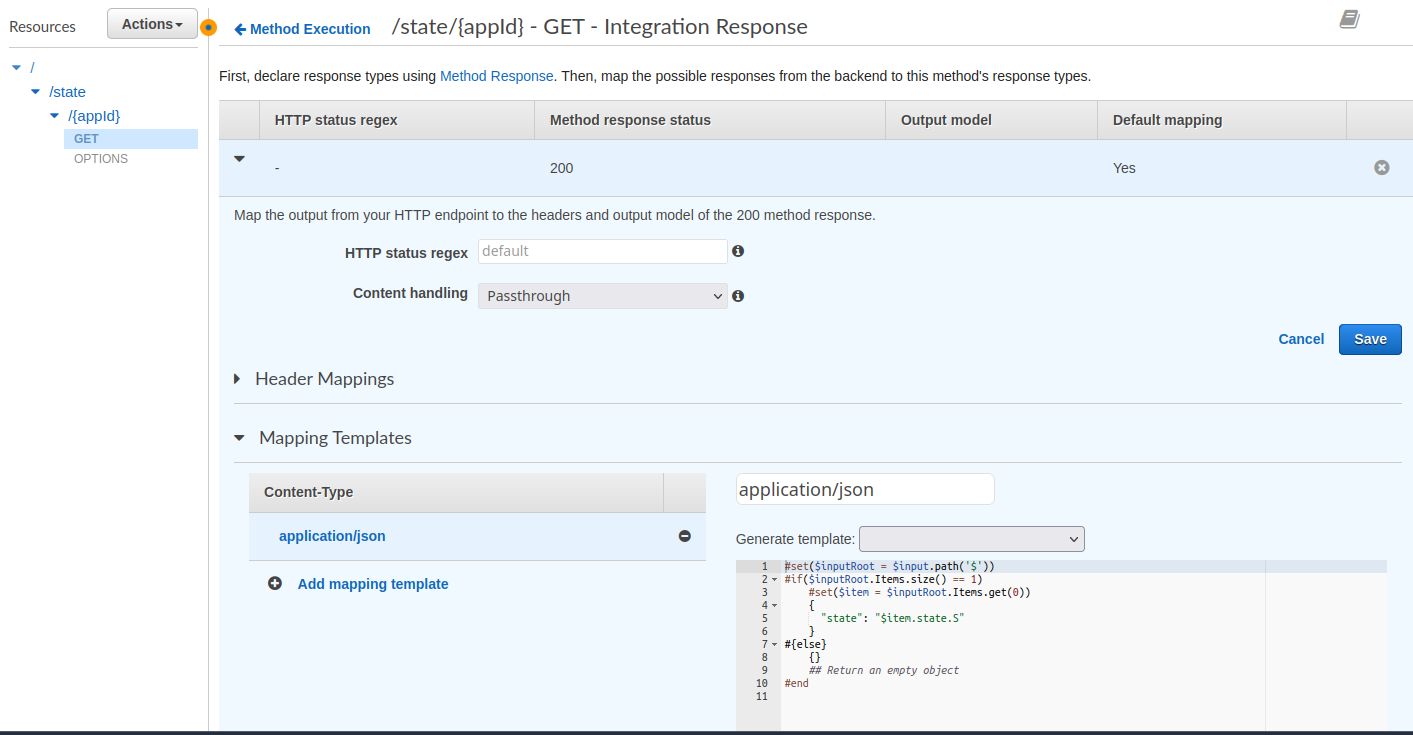 Resources
Actions
/
/state
/{appId}
GET
OPTIONS
Method Execution /state/{appId} - GET - Integration Response
First, declare response types using Method Response. Then, map the possible responses from the backend to this method's response types.
HTTP status regex Method response status Output model Default mapping
- 200 Yes
Map the output from your HTTP endpoint to the headers and output model of the 200 method response.
HTTP status regex default
Content handling Passthrough
Cancel Save
Header Mappings
Mapping Templates
Content-Type
application/json
Add mapping template
application/json
Generate template:
1 #set($inputRoot = $input.path('$'))
2 #if($inputRoot.Items.size() == 1)
3 #set($item = $inputRoot.Items.get(0))
4 {
5 "state": "$item.state.S"
6 }
7 #{else}
8 {}
9 ## Return an empty object
10 #end
11